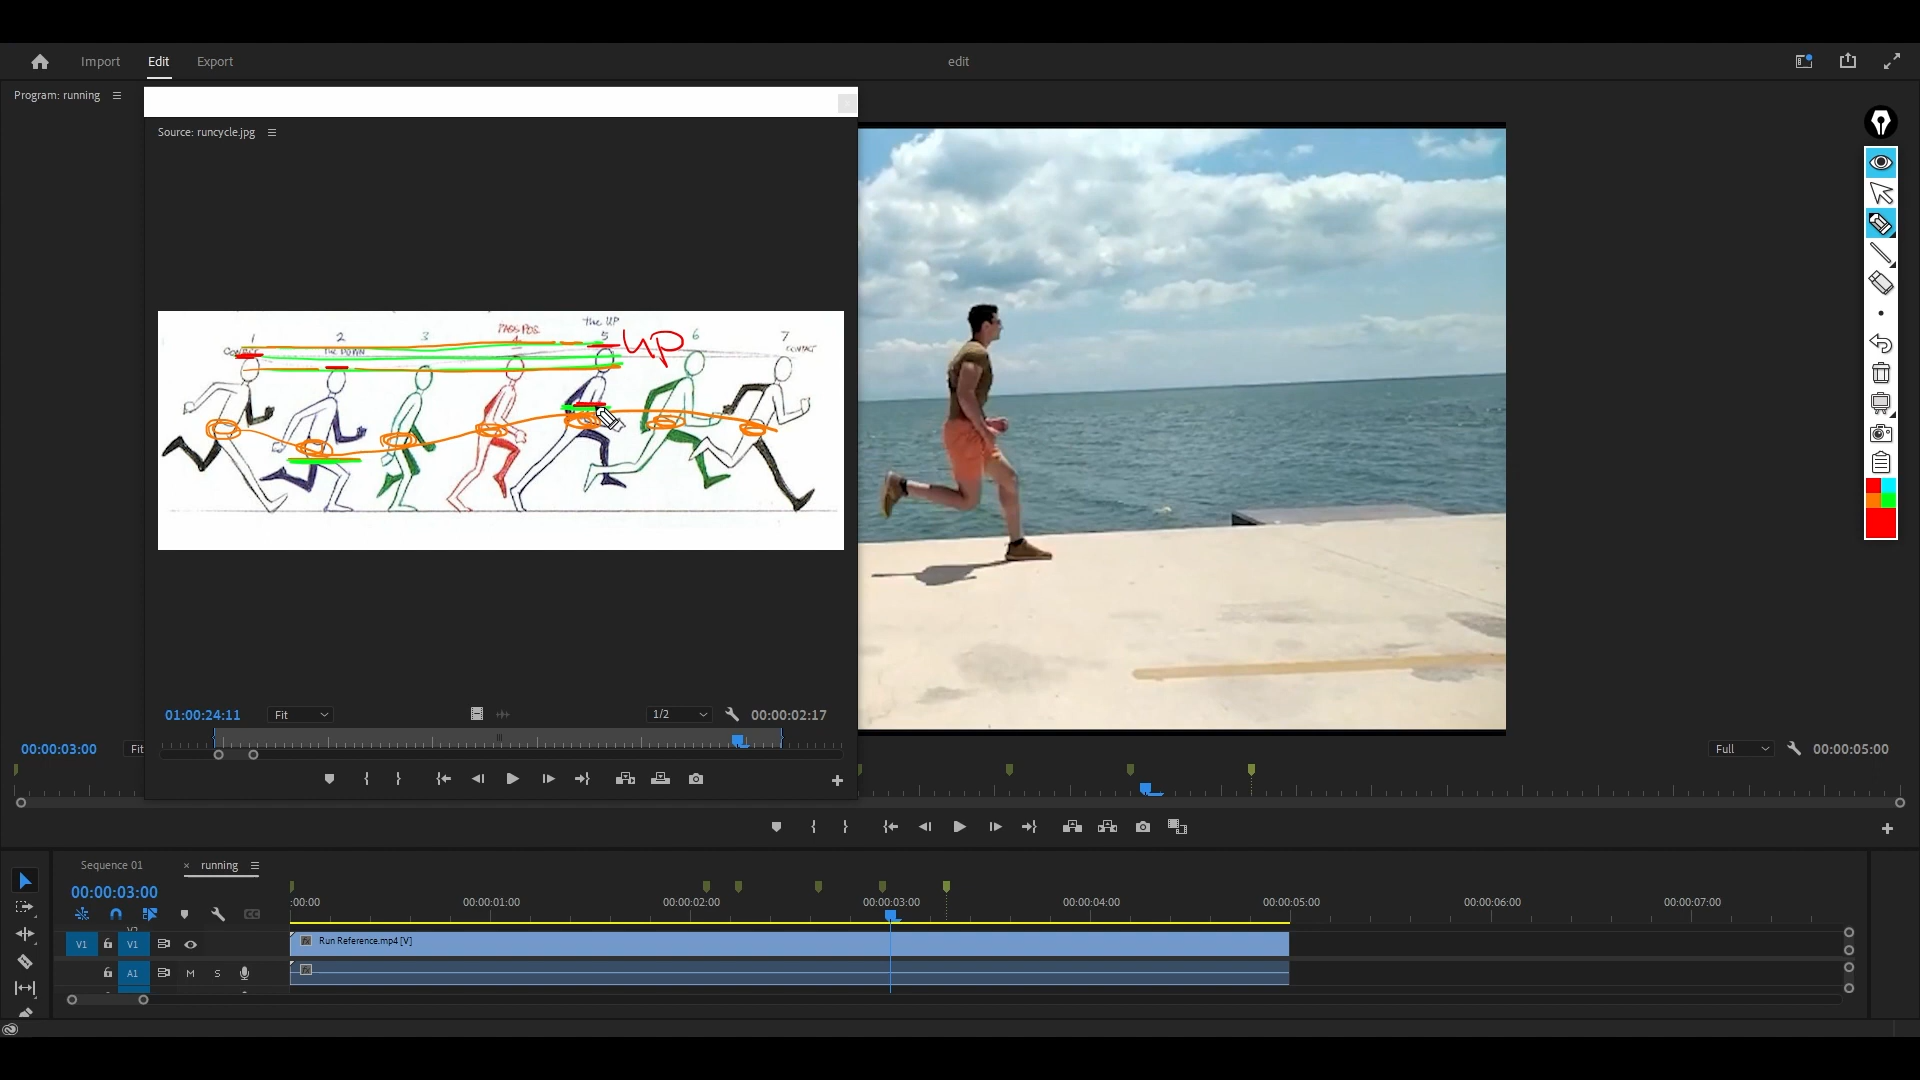 Import Edit Export edit
Program: running
Source: runcycle.jpg
the UP
PASS POS.
1 2 3 4 5 6 7
up
CONTACT THE DOWN CONTACT
01:00:24:11 Fit 1/2 00:00:02:17
00:00:03:00 Fit Full 00:00:05:00
Sequence 01 × running
00:00:03:00
:00:00 00:00:01:00 00:00:02:00 00:00:03:00 00:00:04:00 00:00:05:00 00:00:06:00 00:00:07:00
V1 V1 fx Run Reference.mp4 [V]
A1 M S fx